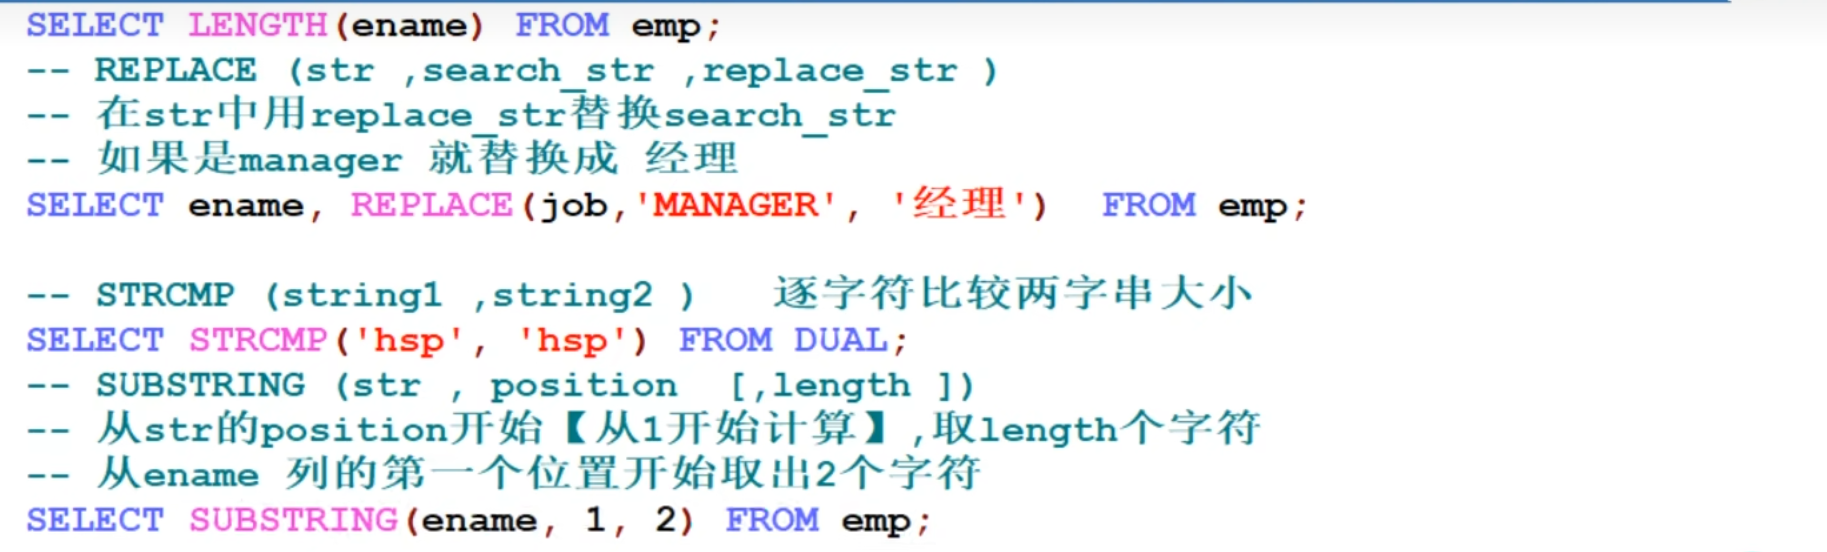 SELECT LENGTH(ename) FROM emp;
-- REPLACE (str ,search_str ,replace_str )
-- 在str中用replace_str替换search_str
-- 如果是manager 就替换成 经理
SELECT ename, REPLACE(job,'MANAGER', '经理')  FROM emp;
-- STRCMP (string1 ,string2 )   逐字符比较两字串大小
SELECT STRCMP('hsp', 'hsp') FROM DUAL;
-- SUBSTRING (str , position  [,length ])
-- 从str的position开始【从1开始计算】,取length个字符
-- 从ename 列的第一个位置开始取出2个字符
SELECT SUBSTRING(ename, 1, 2) FROM emp;